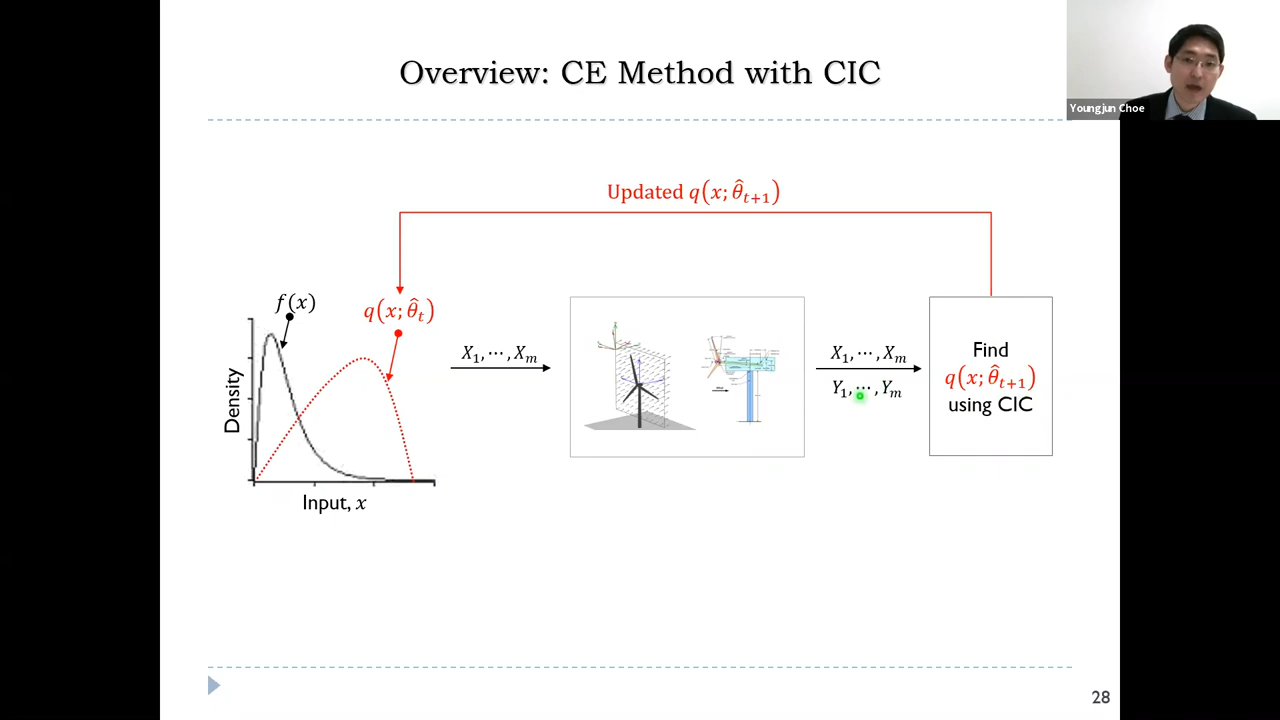 Overview: CE Method with CIC
Youngjun Choe
Updated q(x; θ̂ₜ₊₁)
f(x)
q(x; θ̂ₜ)
Density
Input, x
X₁, ⋯ , Xₘ
X₁, ⋯ , Xₘ
Y₁, ⋯ , Yₘ
Find
q(x; θ̂ₜ₊₁)
using CIC
28